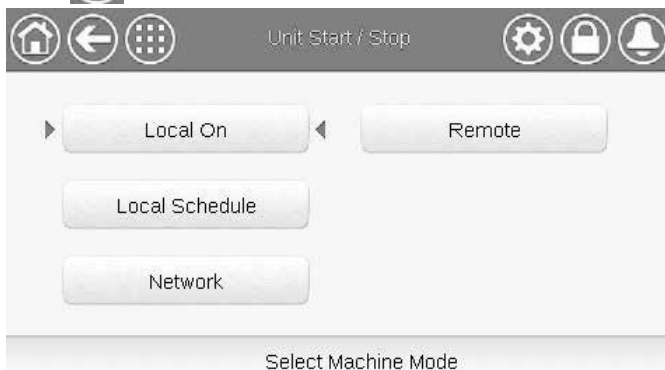 Unit Start / Stop
Local On
Remote
Local Schedule
Network
Select Machine Mode